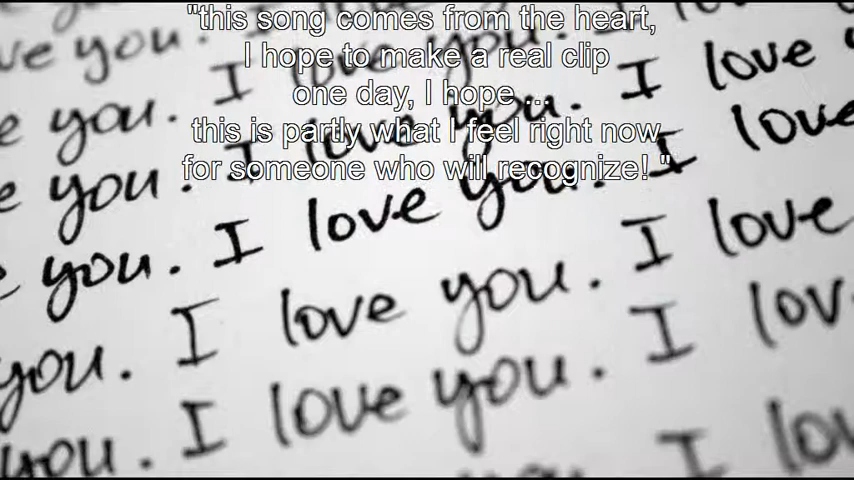 "this song comes from the heart,
I hope to make a real clip
one day, I hope ...
this is partly what I feel right now
for someone who will recognize! "
ve you. I love you. I
e you. I love you. I love
e you. I love you. I love
e you. I love you. I love
you. I love you. I love
you. I love you. I lov
you. I love you. I lov